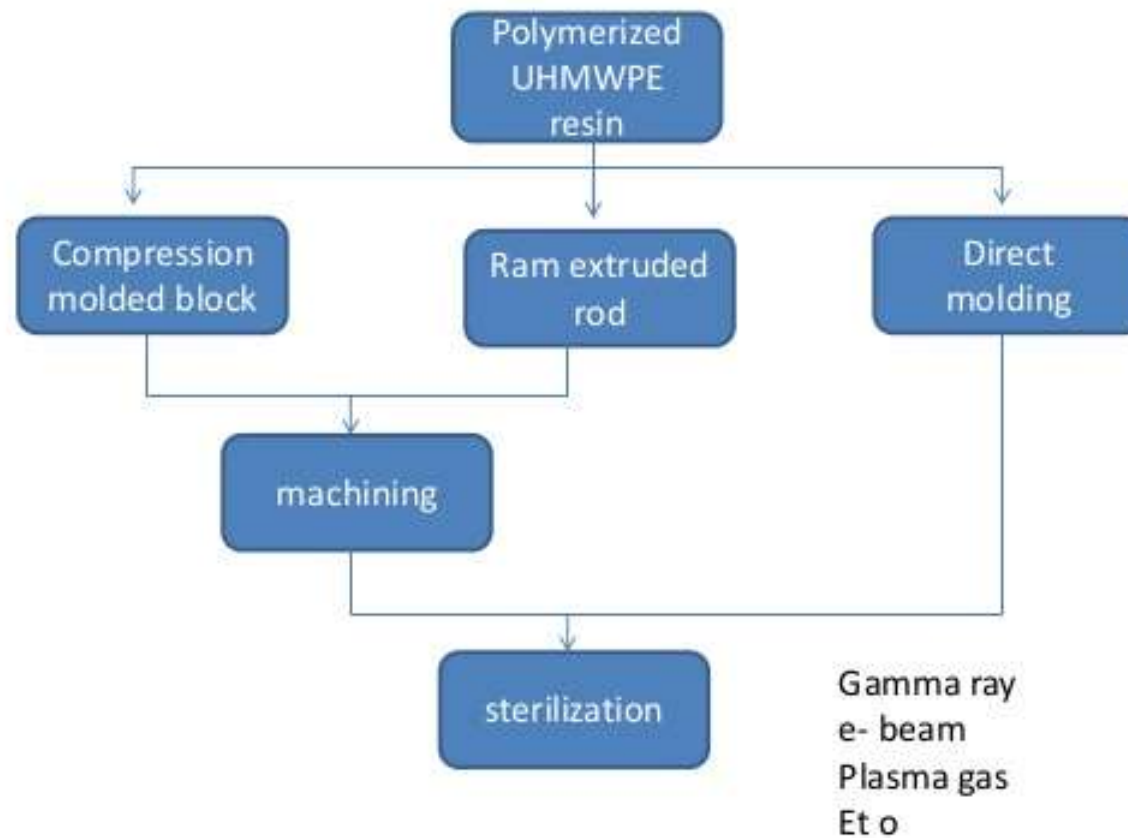 Polymerized
UHMWPE
resin
Compression
molded block
Ram extruded
rod
Direct
molding
machining
sterilization
Gamma ray
e- beam
Plasma gas
Et o